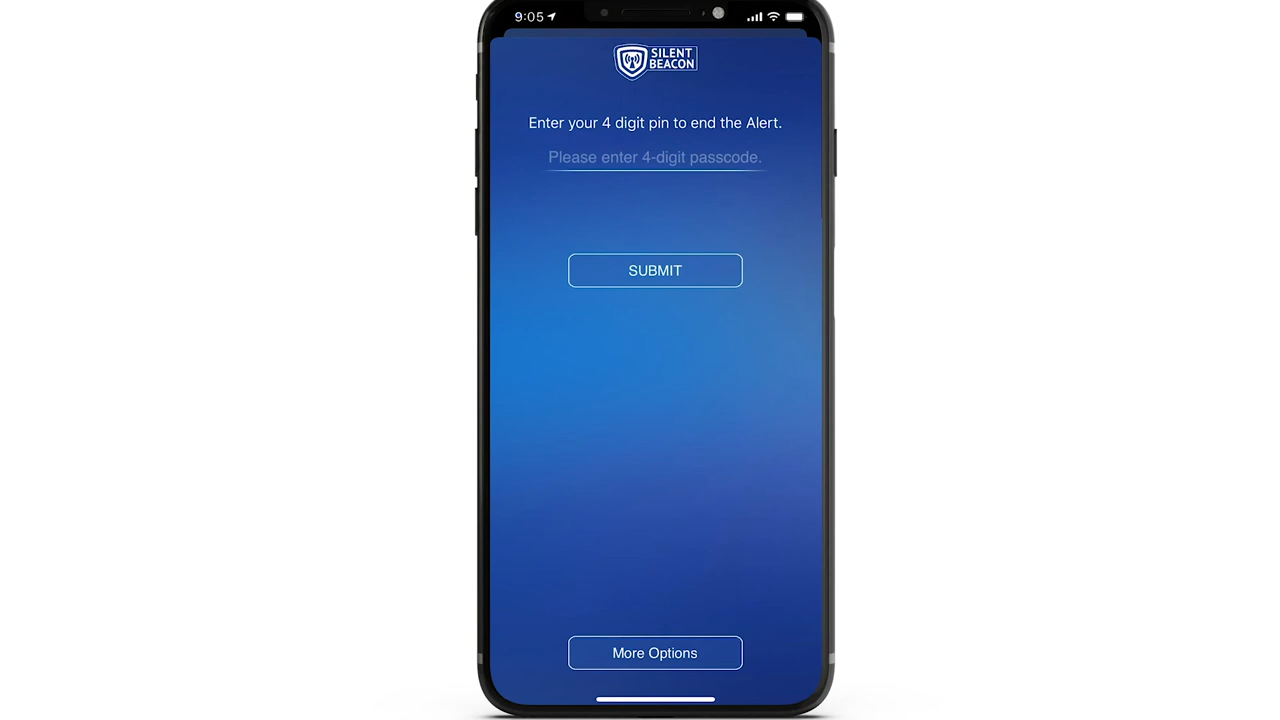 9:05
SILENT
BEACON
Enter your 4 digit pin to end the Alert.
Please enter 4-digit passcode.
SUBMIT
More Options